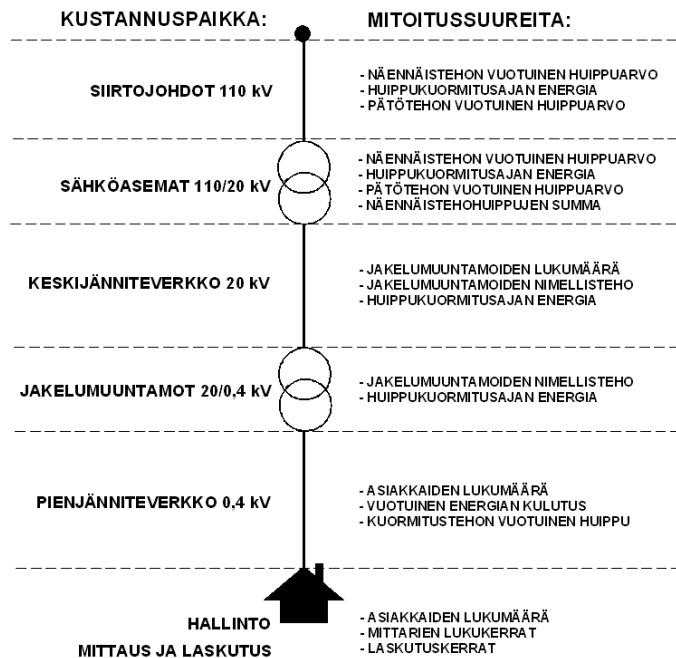 KUSTANNUSPAIKKA:
MITOITUSSUUREITA:
SIIRTOJOHDOT 110 kV
- NÄENNÄISTEHON VUOTUINEN HUIPPUARVO
- HUIPPUKUORMITUSAJAN ENERGIA
- PÄTÖTEHON VUOTUINEN HUIPPUARVO
SÄHKÖASEMAT 110/20 kV
- NÄENNÄISTEHON VUOTUINEN HUIPPUARVO
- HUIPPUKUORMITUSAJAN ENERGIA
- PÄTÖTEHON VUOTUINEN HUIPPUARVO
- NÄENNÄISTEHOHUIPPUJEN SUMMA
KESKIJÄNNITEVERKKO 20 kV
- JAKELUMUUNTAMOIDEN LUKUMÄÄRÄ
- JAKELUMUUNTAMOIDEN NIMELLISTEHO
- HUIPPUKUORMITUSAJAN ENERGIA
JAKELUMUUNTAMOT 20/0,4 kV
- JAKELUMUUNTAMOIDEN NIMELLISTEHO
- HUIPPUKUORMITUSAJAN ENERGIA
PIENJÄNNITEVERKKO 0,4 kV
- ASIAKKAIDEN LUKUMÄÄRÄ
- VUOTUINEN ENERGIAN KULUTUS
- KUORMITUSTEHON VUOTUINEN HUIPPU
HALLINTO
MITTAUS JA LASKUTUS
- ASIAKKAIDEN LUKUMÄÄRÄ
- MITTARIEN LUKUKERRAT
- LASKUTUSKERRAT